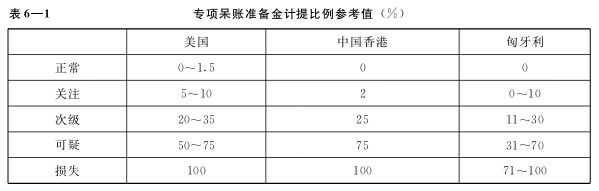 表6—1 专项呆账准备金计提比例参考值(%)
美国 中国香港 匈牙利
正常 0～1.5 0 0
关注 5～10 2 0～10
次级 20～35 25 11～30
可疑 50～75 75 31～70
损失 100 100 71～100